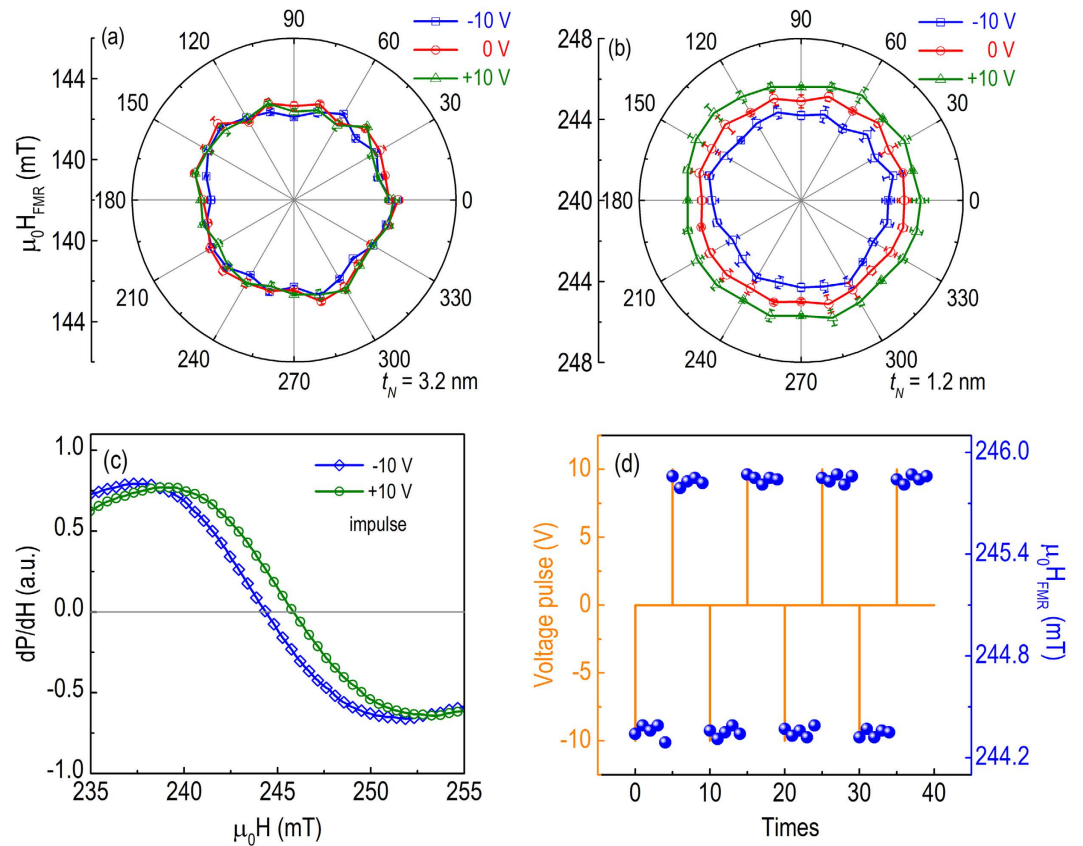 (a)
-10 V
0 V
+10 V
90
60
30
0
330
300
270
240
210
180
150
120
144
140
140
144
μ₀H_FMR (mT)
t_N = 3.2 nm
(b)
-10 V
0 V
+10 V
90
60
30
0
330
300
270
240
210
180
150
120
248
244
240
244
248
t_N = 1.2 nm
(c)
-10 V
+10 V
impulse
1.0
0.5
0.0
-0.5
-1.0
dP/dH (a.u.)
235 240 245 250 255
μ₀H (mT)
(d)
10
5
0
-5
-10
Voltage pulse (V)
246.0
245.4
244.8
244.2
μ₀H_FMR (mT)
0 10 20 30 40
Times